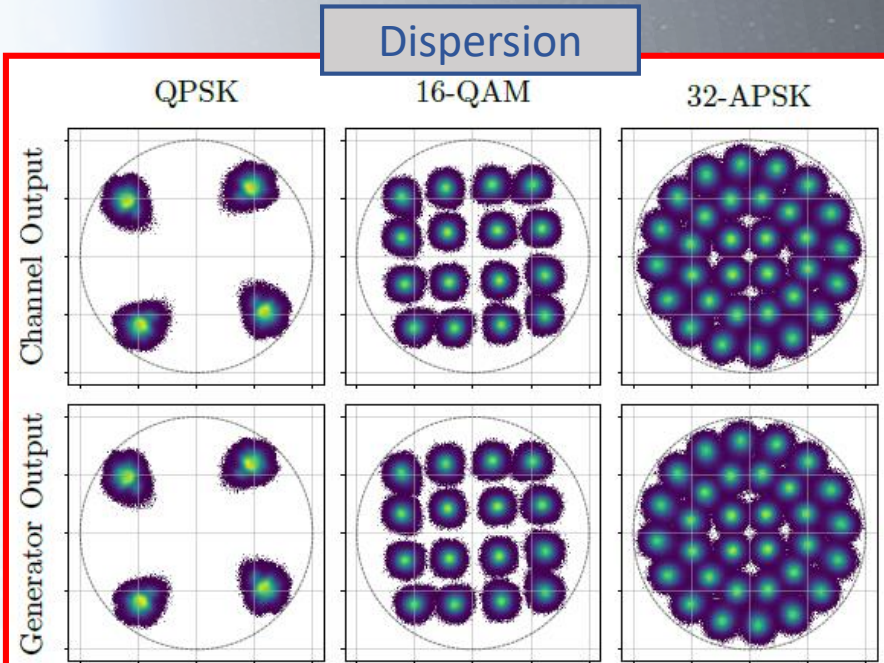 Dispersion
QPSK 16-QAM 32-APSK
Channel Output
Generator Output